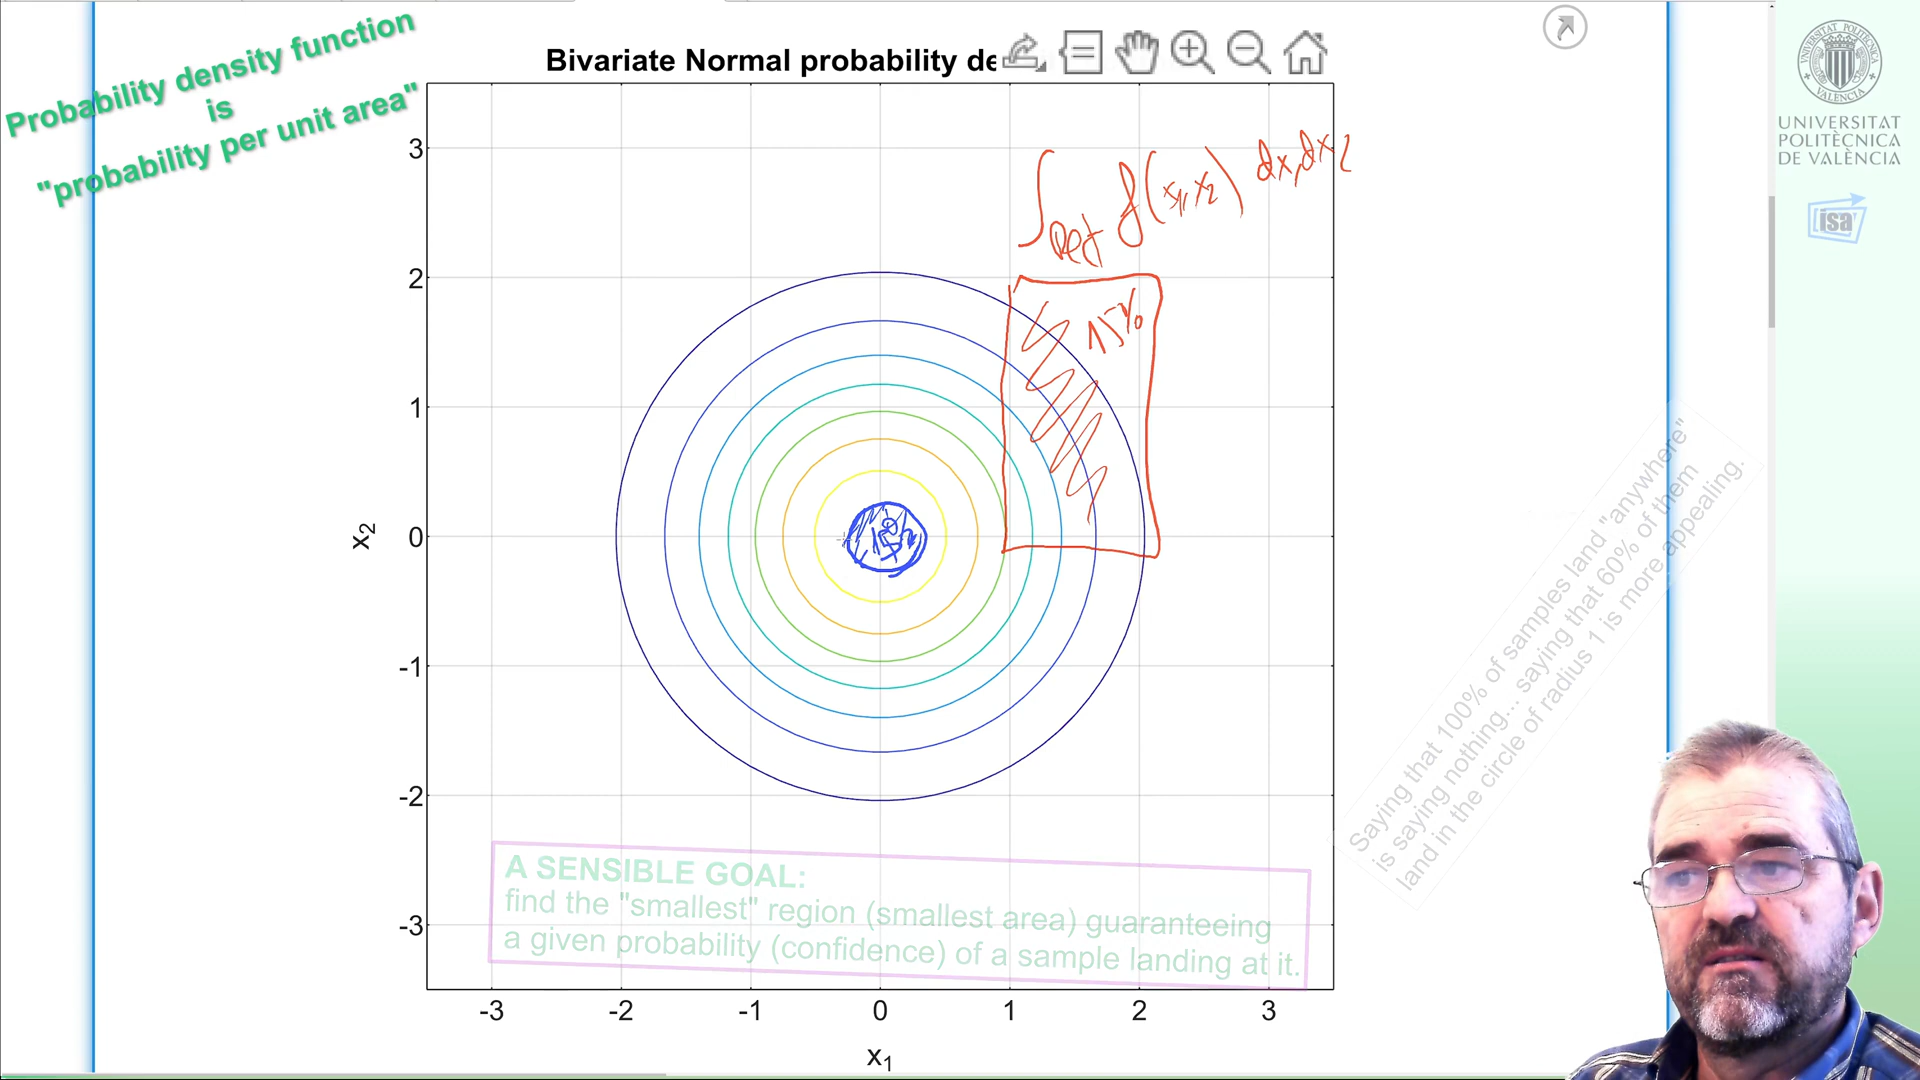 Probability density function
is
"probability per unit area"
Bivariate Normal probability de
UNIVERSITAT
POLITÈCNICA
DE VALÈNCIA
isa
∫Rect f(x₁,x₂) dx₁dx₂
15%
15%
3
2
1
0
-1
-2
-3
x₂
-3 -2 -1 0 1 2 3
x₁
A SENSIBLE GOAL:
find the "smallest" region (smallest area) guaranteeing
a given probability (confidence) of a sample landing at it.
Saying that 100% of samples land "anywhere"
is saying nothing... saying that 60% of them
land in the circle of radius 1 is more appealing.